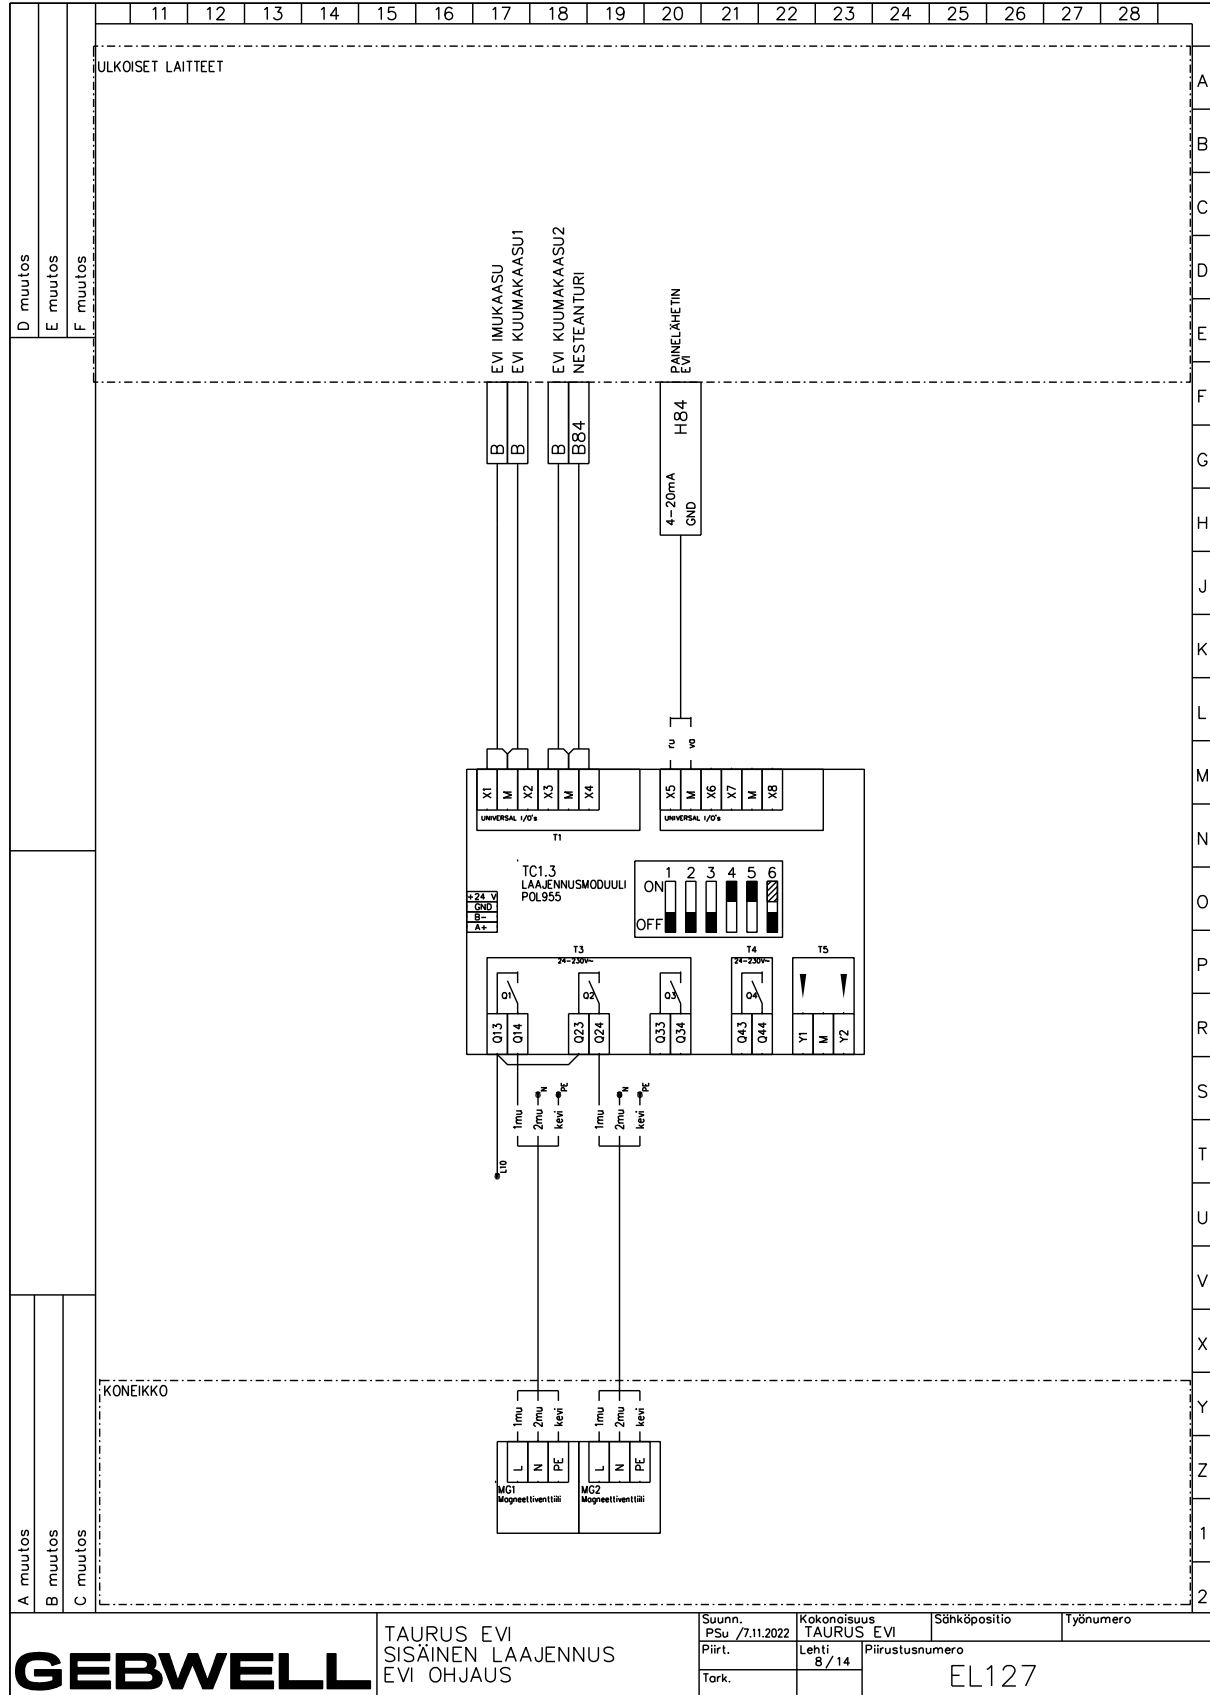 11 12 13 14 15 16 17 18 19 20 21 22 23 24 25 26 27 28
ULKOISET LAITTEET
A
B
C
D
E
F
G
H
J
K
L
M
N
O
P
R
S
T
U
V
X
Y
Z
1
2
D muutos
E muutos
F muutos
EVI IMUKAASU
EVI KUUMAKAASU1
EVI KUUMAKAASU2
NESTEANTURI
PAINELÄHETIN
EVI
B
B
B
B84
H84
4-20mA
GND
ru
va
X1 M X2 X3 M X4
UNIVERSAL I/O's
T1
X5 M X6 X7 M X8
UNIVERSAL I/O's
TC1.3
LAAJENNUSMODUULI
POL955
+24 V
GND
B-
A+
1 2 3 4 5 6
ON
OFF
T3
24-230V~
T4
24-230V~
T5
Q1
Q2
Q3
Q4
Q13 Q14
Q23 Q24
Q33 Q34
Q43 Q44
Y1 M Y2
1mu
2mu
kevi
N
PE
1mu
2mu
kevi
N
PE
L10
KONEIKKO
1mu
2mu
kevi
1mu
2mu
kevi
L N PE
L N PE
MG1
Magneettiventtiili
MG2
Magneettiventtiili
A muutos
B muutos
C muutos
GEBWELL
TAURUS EVI
SISÄINEN LAAJENNUS
EVI OHJAUS
Suunn.
PSu /7.11.2022
Piirt.
Tark.
Kokonaisuus
TAURUS EVI
Lehti
8/14
Sähköpositio
Työnumero
Piirustusnumero
EL127